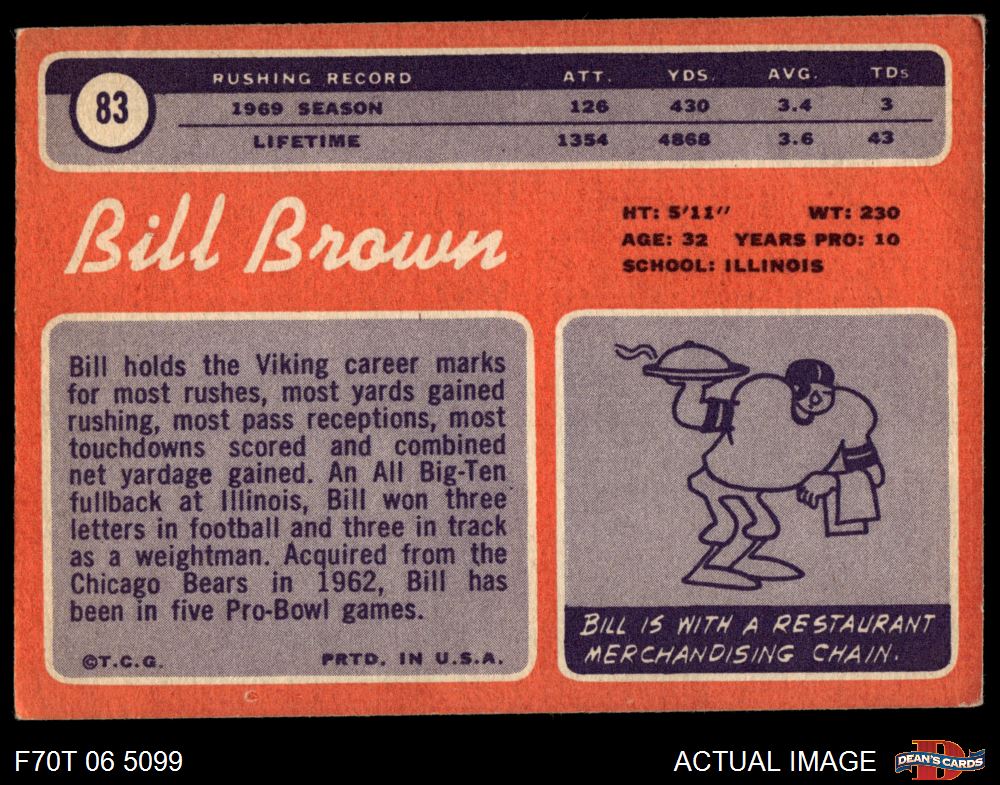 83
RUSHING RECORD ATT. YDS. AVG. TDs
1969 SEASON 126 430 3.4 3
LIFETIME 1354 4868 3.6 43
Bill Brown
HT: 5'11" WT: 230
AGE: 32 YEARS PRO: 10
SCHOOL: ILLINOIS
Bill holds the Viking career marks
for most rushes, most yards gained
rushing, most pass receptions, most
touchdowns scored and combined
net yardage gained. An All Big-Ten
fullback at Illinois, Bill won three
letters in football and three in track
as a weightman. Acquired from the
Chicago Bears in 1962, Bill has
been in five Pro-Bowl games.
©T.C.G. PRTD. IN U.S.A.
BILL IS WITH A RESTAURANT
MERCHANDISING CHAIN.
F70T 06 5099 ACTUAL IMAGE
D
DEAN'S CARDS